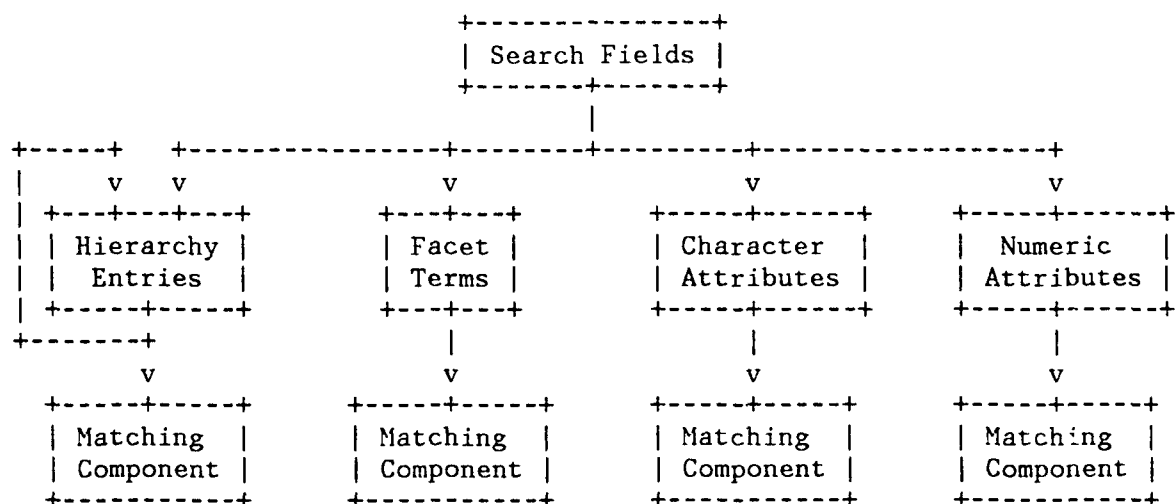 Search Fields
Hierarchy Entries
Facet Terms
Character Attributes
Numeric Attributes
Matching Component
Matching Component
Matching Component
Matching Component